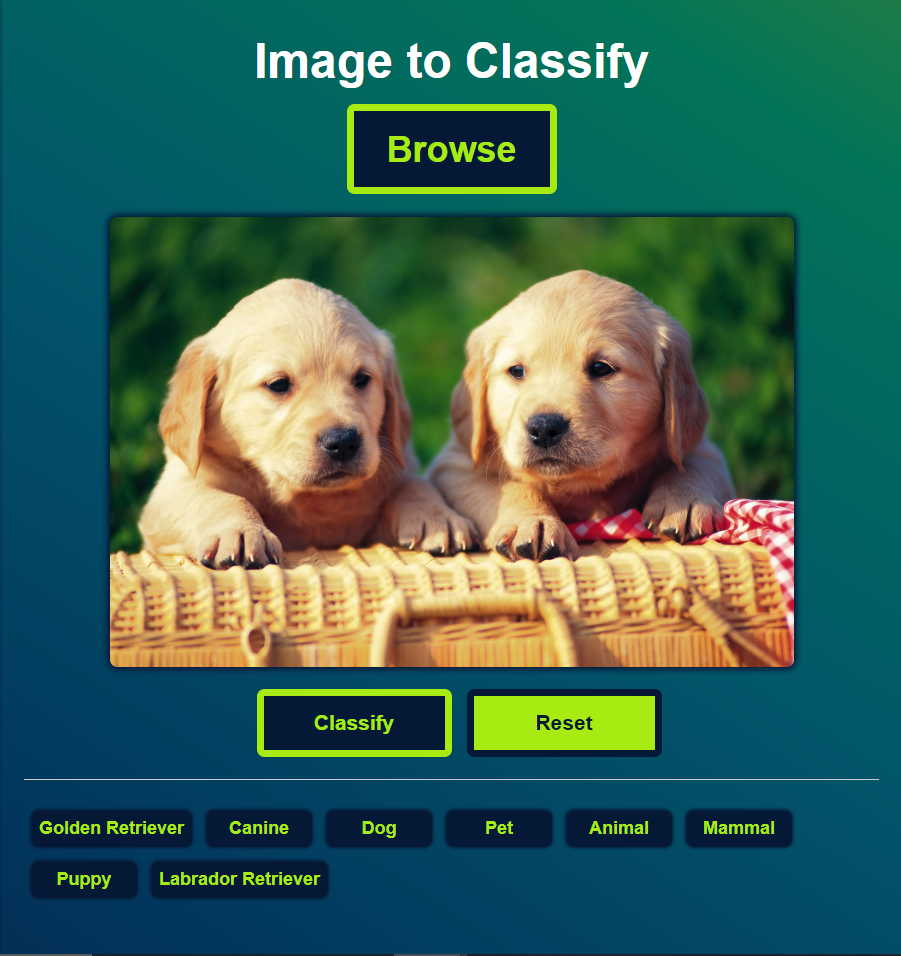 Image to Classify
Browse
Classify Reset
Golden Retriever Canine Dog Pet Animal Mammal
Puppy Labrador Retriever